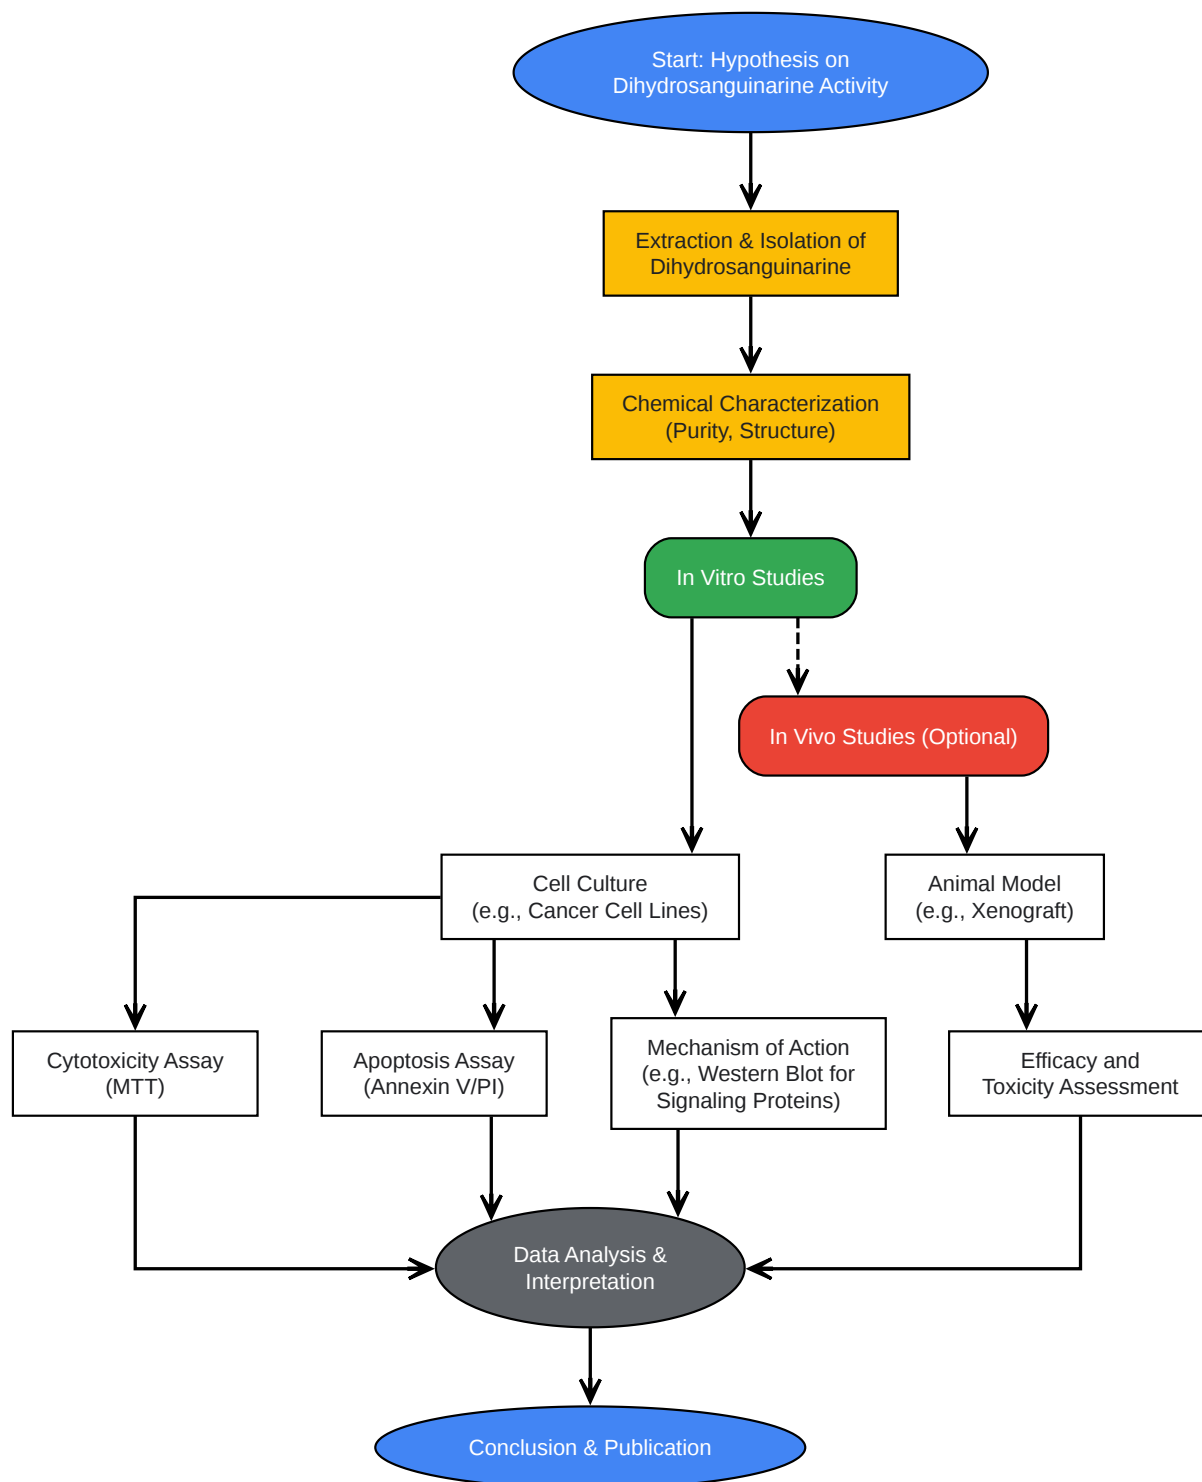 Start: Hypothesis on
Dihydrosanguinarine Activity
Extraction & Isolation of
Dihydrosanguinarine
Chemical Characterization
(Purity, Structure)
In Vitro Studies
In Vivo Studies (Optional)
Cell Culture
(e.g., Cancer Cell Lines)
Animal Model
(e.g., Xenograft)
Cytotoxicity Assay
(MTT)
Apoptosis Assay
(Annexin V/PI)
Mechanism of Action
(e.g., Western Blot for
Signaling Proteins)
Efficacy and
Toxicity Assessment
Data Analysis &
Interpretation
Conclusion & Publication